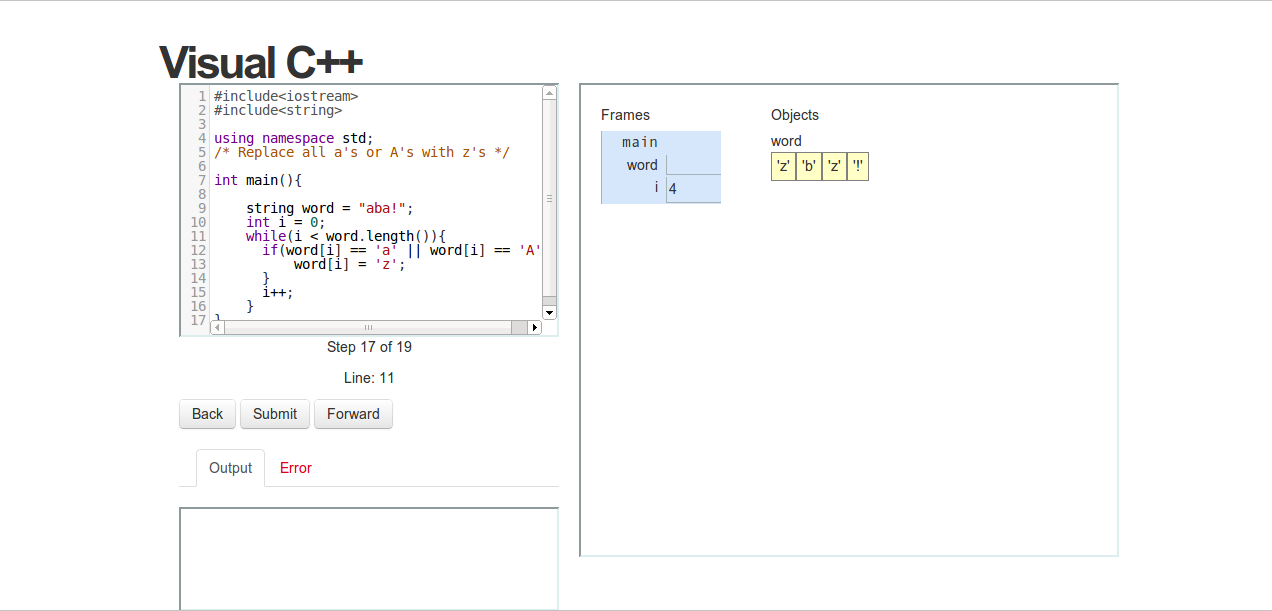 Visual C++
1 #include<iostream>
2 #include<string>
3
4 using namespace std;
5 /* Replace all a's or A's with z's */
6
7 int main(){
8
9 string word = "aba!";
10 int i = 0;
11 while(i < word.length()){
12 if(word[i] == 'a' || word[i] == 'A'
13 word[i] = 'z';
14 }
15 i++;
16 }
17 }
Step 17 of 19
Line: 11
Back Submit Forward
Output Error
Frames Objects
main
word
i 4
word
'z' 'b' 'z' '!'